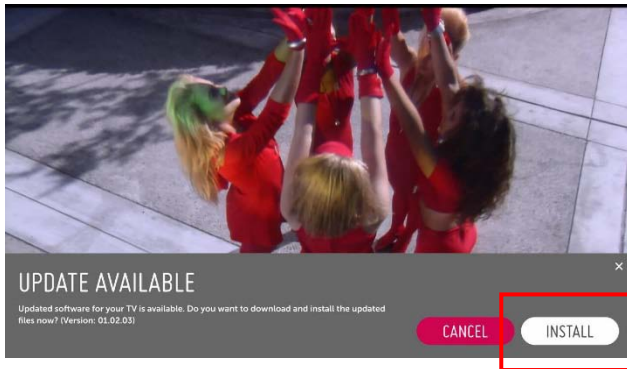 UPDATE AVAILABLE
Updated software for your TV is available. Do you want to download and install the updated
files now? (Version: 01.02.03)
CANCEL
INSTALL